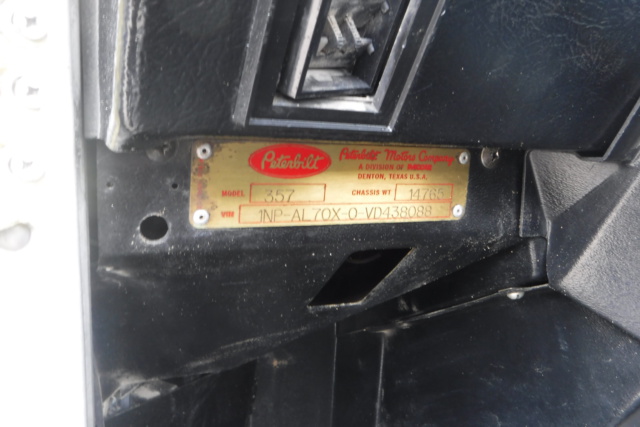 Peterbilt
Peterbilt Motors Company
A DIVISION OF PACCAR
DENTON, TEXAS U.S.A.
MODEL 357 CHASSIS WT 14765
VIN 1NP-AL70X-0-VD438088